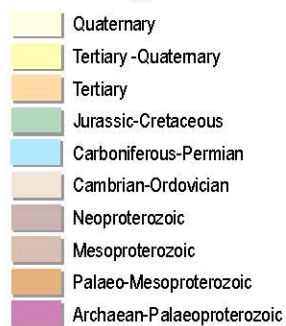 Quaternary
Tertiary -Quaternary
Tertiary
Jurassic-Cretaceous
Carboniferous-Permian
Cambrian-Ordovician
Neoproterozoic
Mesoproterozoic
Palaeo-Mesoproterozoic
Archaean-Palaeoproterozoic